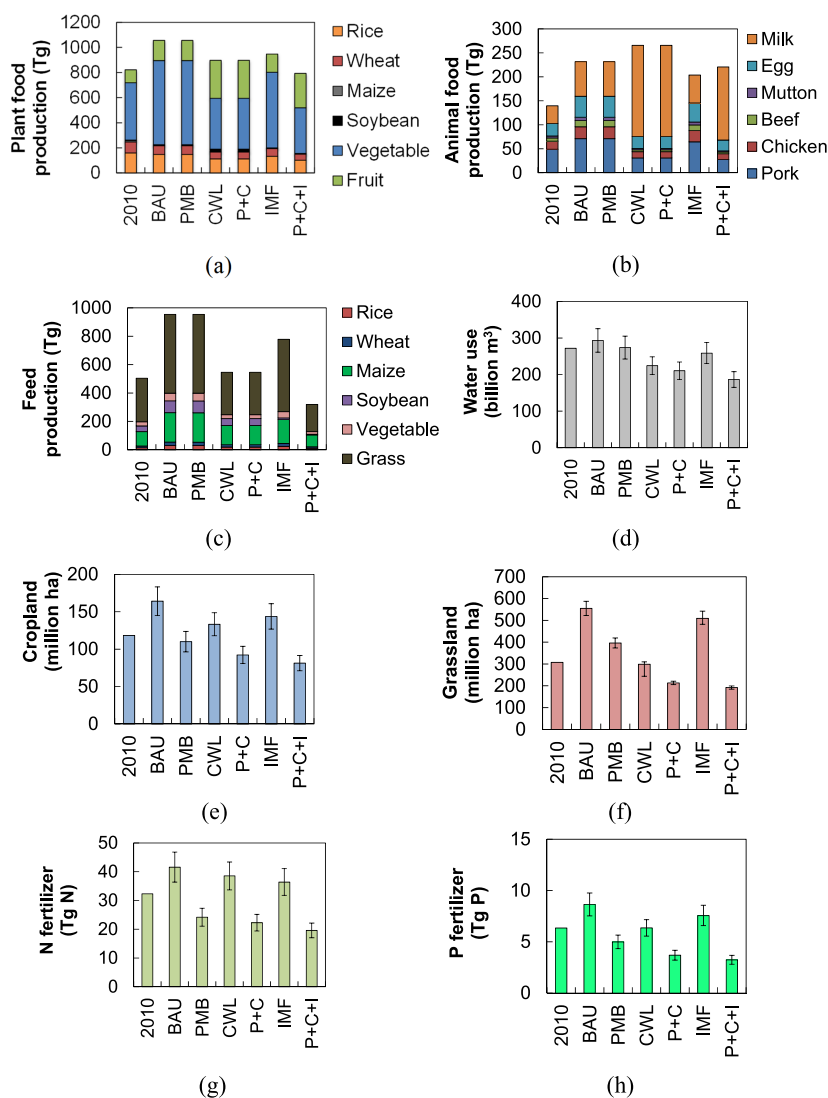 Plant food
production (Tg)
1200
1000
800
600
400
200
0
2010
BAU
PMB
CWL
P+C
IMF
P+C+I
Rice
Wheat
Maize
Soybean
Vegetable
Fruit
(a)
Animal food
production (Tg)
300
250
200
150
100
50
0
2010
BAU
PMB
CWL
P+C
IMF
P+C+I
Milk
Egg
Mutton
Beef
Chicken
Pork
(b)
Feed
production (Tg)
1000
800
600
400
200
0
2010
BAU
PMB
CWL
P+C
IMF
P+C+I
Rice
Wheat
Maize
Soybean
Vegetable
Grass
(c)
Water use
(billion m³)
400
300
200
100
0
2010
BAU
PMB
CWL
P+C
IMF
P+C+I
(d)
Cropland
(million ha)
200
150
100
50
0
2010
BAU
PMB
CWL
P+C
IMF
P+C+I
(e)
Grassland
(million ha)
700
600
500
400
300
200
100
0
2010
BAU
PMB
CWL
P+C
IMF
P+C+I
(f)
N fertilizer
(Tg N)
50
40
30
20
10
0
2010
BAU
PMB
CWL
P+C
IMF
P+C+I
(g)
P fertilizer
(Tg P)
15
10
5
0
2010
BAU
PMB
CWL
P+C
IMF
P+C+I
(h)